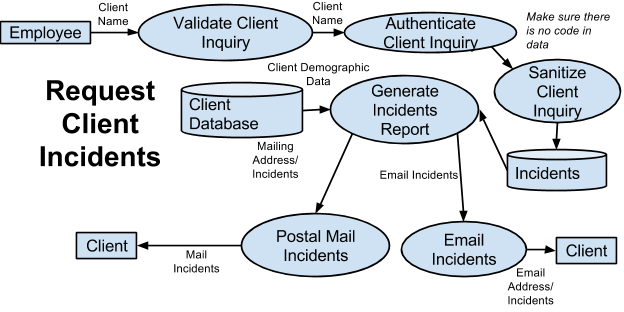 Client
Name
Employee
Validate Client
Inquiry
Client
Name
Authenticate
Client Inquiry
Make sure there
is no code in
data
Sanitize
Client
Inquiry
Request
Client
Incidents
Client
Database
Client Demographic
Data
Generate
Incidents
Report
Mailing
Address/
Incidents
Email Incidents
Incidents
Client
Mail
Incidents
Postal Mail
Incidents
Email
Incidents
Client
Email
Address/
Incidents